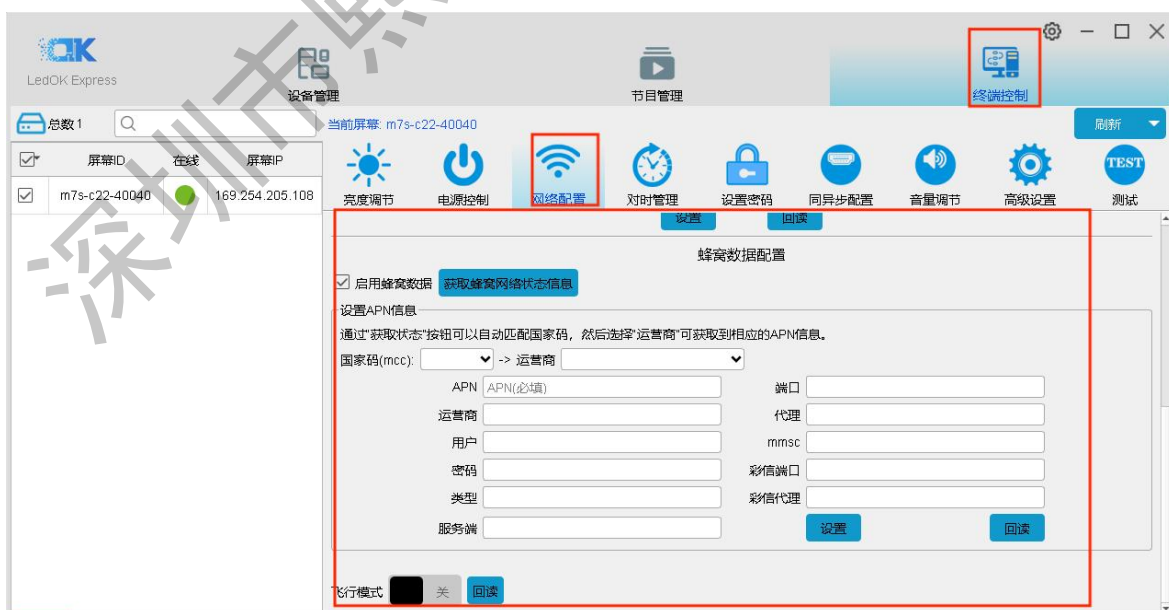 OK
LedOK Express
设备管理
节目管理
终端控制
总数 1
当前屏幕: m7s-c22-40040
刷新
屏幕ID 在线 屏幕IP
m7s-c22-40040 169.254.205.108
TEST
亮度调节 电源控制 网络配置 对时管理 设置密码 同异步配置 音量调节 高级设置 测试
设置 回读
蜂窝数据配置
启用蜂窝数据 获取蜂窝网络状态信息
设置APN信息
通过"获取状态"按钮可以自动匹配国家码，然后选择"运营商"可获取到相应的APN信息。
国家码(mcc): -> 运营商
APN APN(必填) 端口
运营商 代理
用户 mmsc
密码 彩信端口
类型 彩信代理
服务端 设置 回读
飞行模式 关 回读
深圳市熙